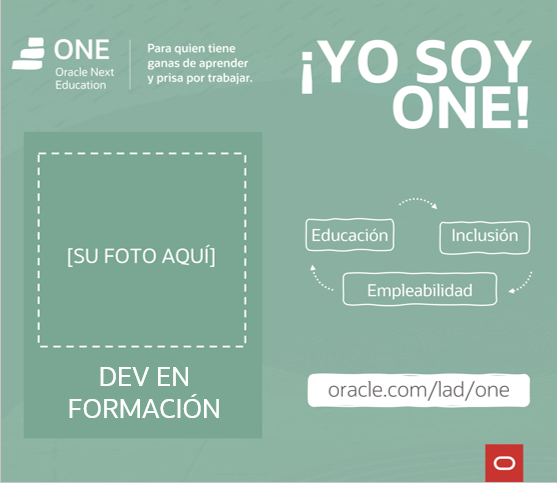 ONE
Oracle Next
Education
Para quien tiene
ganas de aprender
y prisa por trabajar.
¡YO SOY
ONE!
[SU FOTO AQUÍ]
DEV EN
FORMACIÓN
Educación
Inclusión
Empleabilidad
oracle.com/lad/one